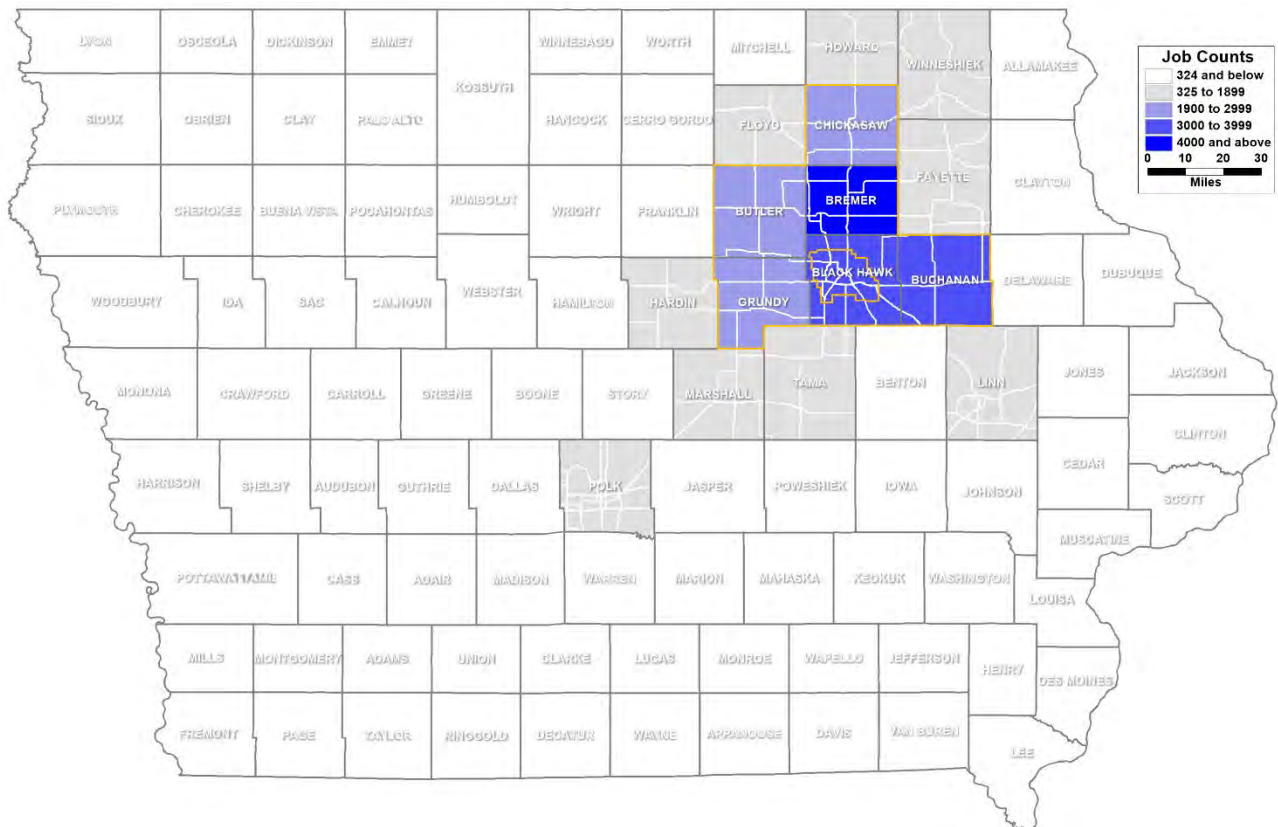 LYON
OSCEOLA
DICKINSON
EMMET
WINNEBAGO
WORTH
MITCHELL
HOWARD
WINNESHIEK
ALLAMAKEE
KOSSUTH
SIOUX
OBRIEN
CLAY
PALO ALTO
HANCOCK
CERRO GORDO
FLOYD
CHICKASAW
FAYETTE
CLAYTON
PLYMOUTH
CHEROKEE
BUENA VISTA
POCAHONTAS
HUMBOLDT
WRIGHT
FRANKLIN
BUTLER
BREMER
WOODBURY
IDA
SAC
CALHOUN
WEBSTER
HAMILTON
HARDIN
GRUNDY
BLACK HAWK
BUCHANAN
DELAWARE
DUBUQUE
MONONA
CRAWFORD
CARROLL
GREENE
BOONE
STORY
MARSHALL
TAMA
BENTON
LINN
JONES
JACKSON
CLINTON
HARRISON
SHELBY
AUDUBON
GUTHRIE
DALLAS
POLK
JASPER
POWESHIEK
IOWA
JOHNSON
CEDAR
SCOTT
MUSCATINE
POTTAWATTAMIE
CASS
ADAIR
MADISON
WARREN
MARION
MAHASKA
KEOKUK
WASHINGTON
LOUISA
MILLS
MONTGOMERY
ADAMS
UNION
CLARKE
LUCAS
MONROE
WAPELLO
JEFFERSON
HENRY
DES MOINES
FREMONT
PAGE
TAYLOR
RINGGOLD
DECATUR
WAYNE
APPANOOSE
DAVIS
VAN BUREN
LEE
Job Counts
324 and below
325 to 1899
1900 to 2999
3000 to 3999
4000 and above
0 10 20 30
Miles